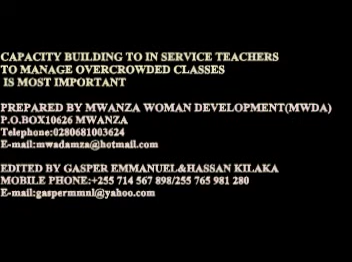 CAPACITY BUILDING TO IN SERVICE TEACHERS
TO MANAGE OVERCROWDED CLASSES
IS MOST IMPORTANT
PREPARED BY MWANZA WOMAN DEVELOPMENT(MWDA)
P.O.BOX10626 MWANZA
Telephone:0280681003624
E-mail:mwadamza@hotmail.com
EDITED BY GASPER EMMANUEL&HASSAN KILAKA
MOBILE PHONE:+255 714 567 898/255 765 981 280
E-mail:gaspermmnl@yahoo.com